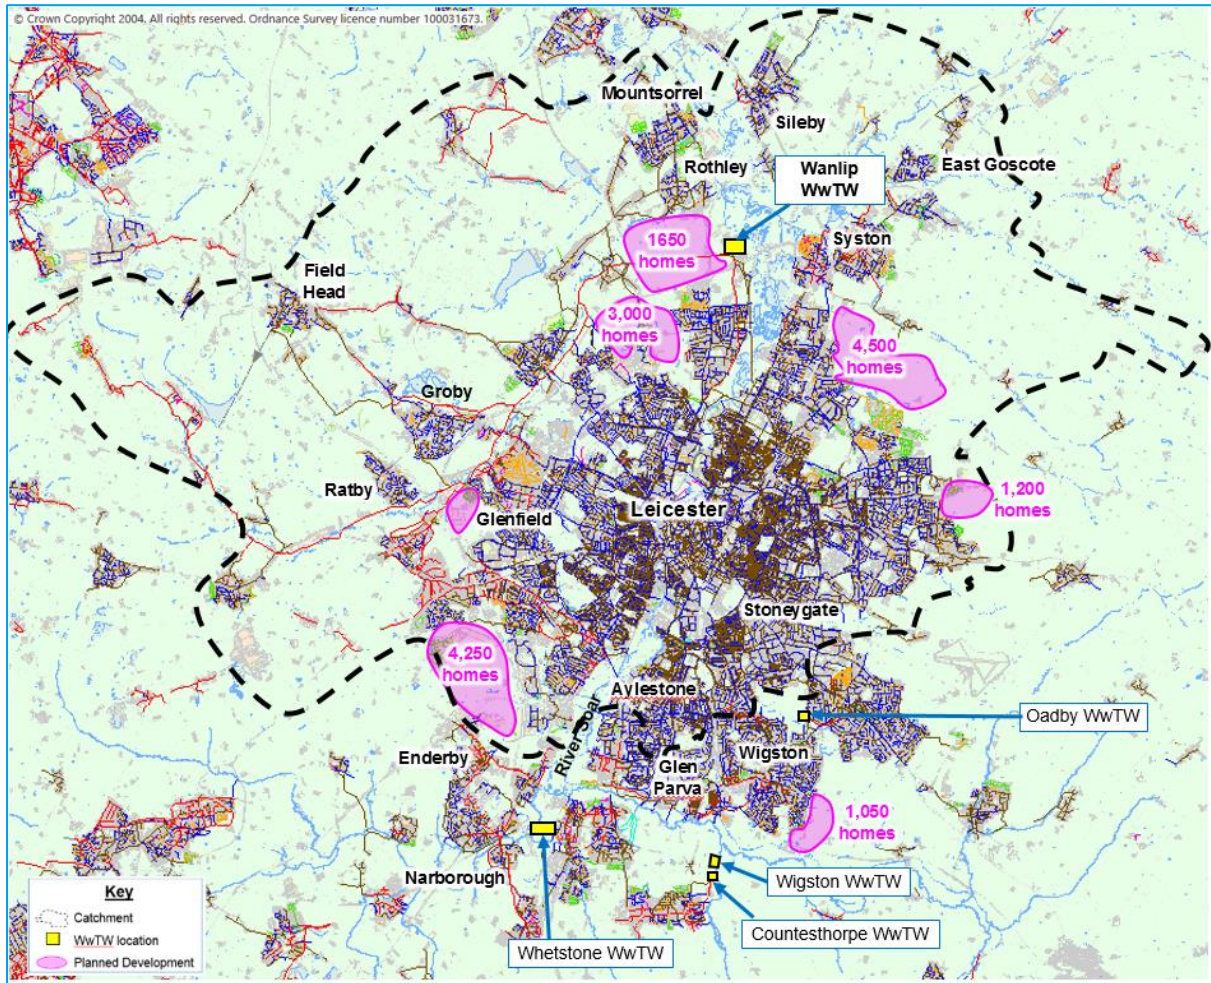 © Crown Copyright 2004. All rights reserved. Ordnance Survey licence number 100031673.
Mountsorrel
Sileby
East Goscote
Rothley
Wanlip
WwTW
Syston
1650
homes
Field
Head
3,000
homes
4,500
homes
Groby
Ratby
Leicester
1,200
homes
Glenfield
Stoneygate
4,250
homes
Aylestone
River Soar
Oadby WwTW
Enderby
Wigston
Glen
Parva
1,050
homes
Narborough
Wigston WwTW
Countesthorpe WwTW
Whetstone WwTW
Key
Catchment
WwTW location
Planned Development